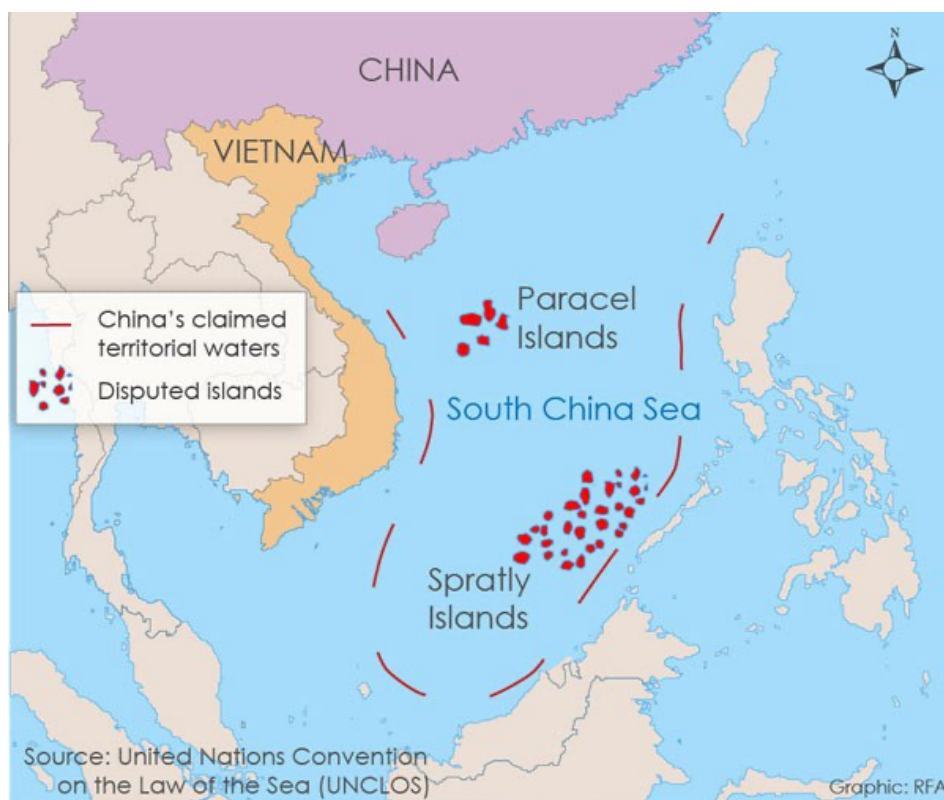 N
CHINA
VIETNAM
Paracel
Islands
China's claimed
territorial waters
Disputed islands
South China Sea
Spratly
Islands
Source: United Nations Convention
on the Law of the Sea (UNCLOS)
Graphic: RFA